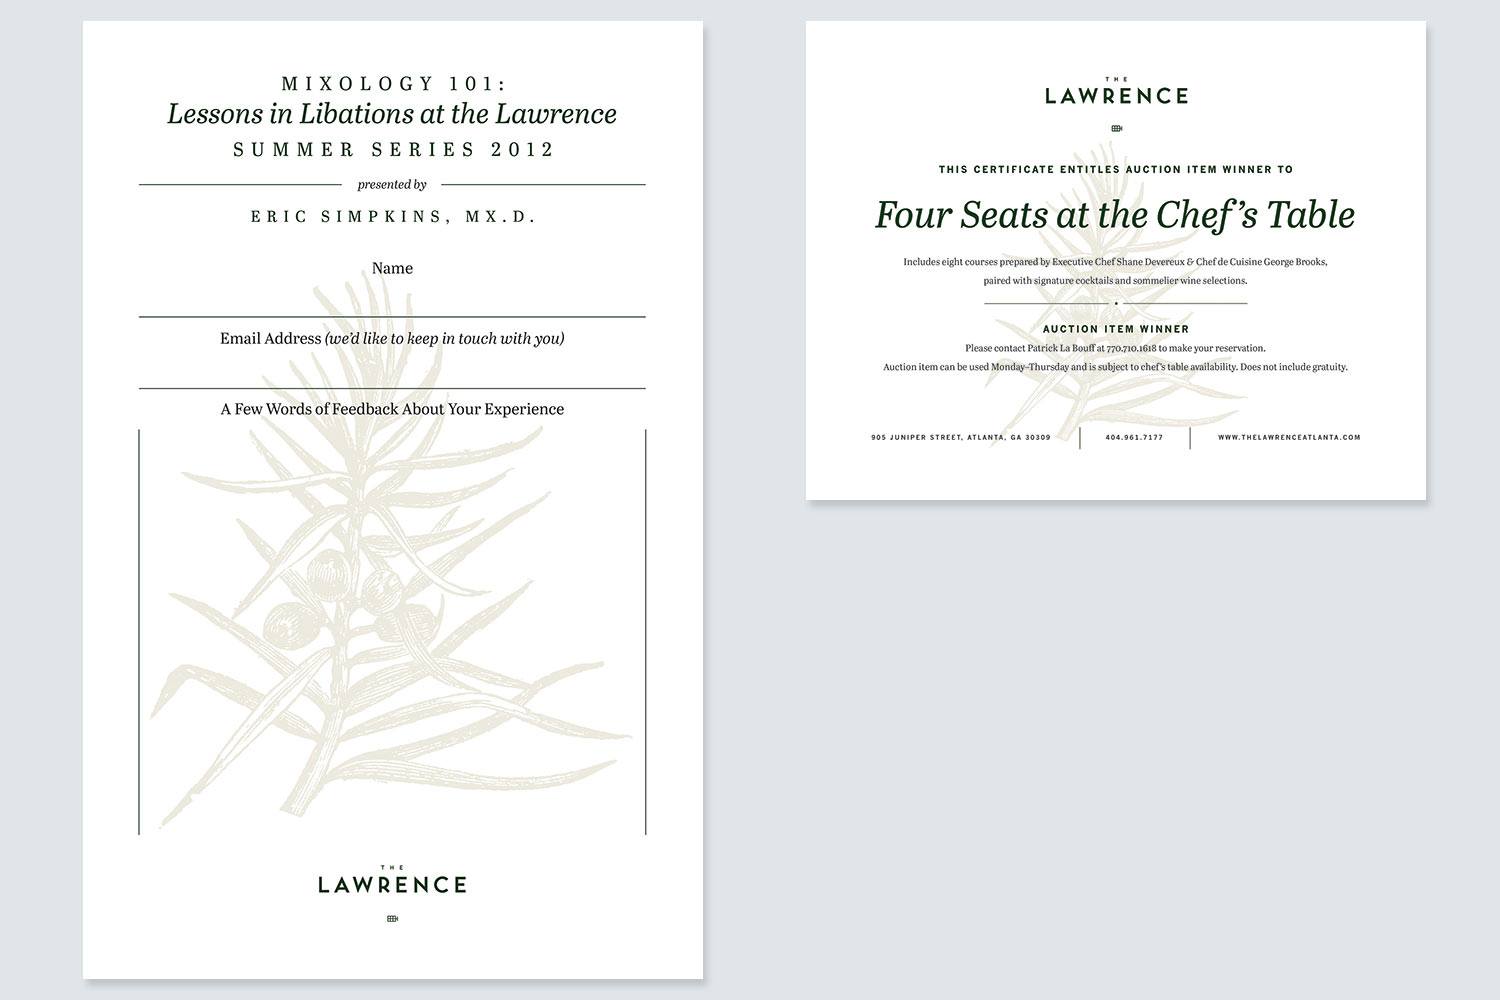 MIXOLOGY 101:
Lessons in Libations at the Lawrence
SUMMER SERIES 2012
presented by
ERIC SIMPKINS, MX.D.
Name
Email Address (we'd like to keep in touch with you)
A Few Words of Feedback About Your Experience
THE
LAWRENCE
THE
LAWRENCE
THIS CERTIFICATE ENTITLES AUCTION ITEM WINNER TO
Four Seats at the Chef's Table
Includes eight courses prepared by Executive Chef Shane Devereux & Chef de Cuisine George Brooks,
paired with signature cocktails and sommelier wine selections.
AUCTION ITEM WINNER
Please contact Patrick La Bouff at 770.710.1618 to make your reservation.
Auction item can be used Monday–Thursday and is subject to chef's table availability. Does not include gratuity.
905 JUNIPER STREET, ATLANTA, GA 30309 404.961.7177 WWW.THELAWRENCEATLANTA.COM